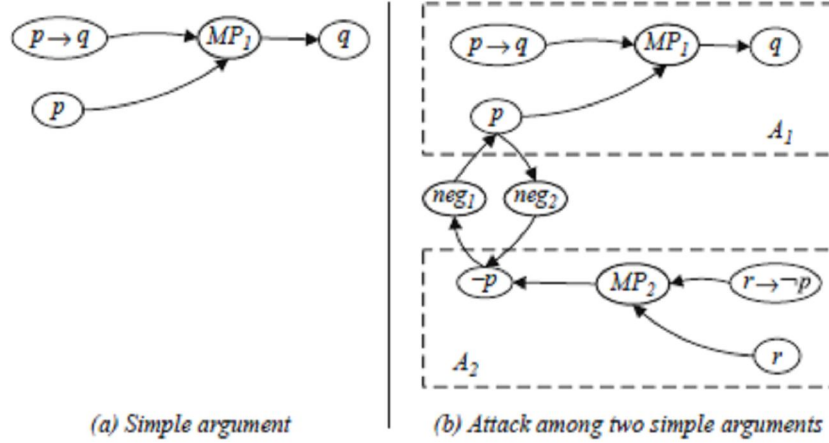 p → q
MP1
q
p
p → q
MP1
q
p
A1
neg1
neg2
¬p
MP2
r → ¬p
r
A2
(a) Simple argument
(b) Attack among two simple arguments